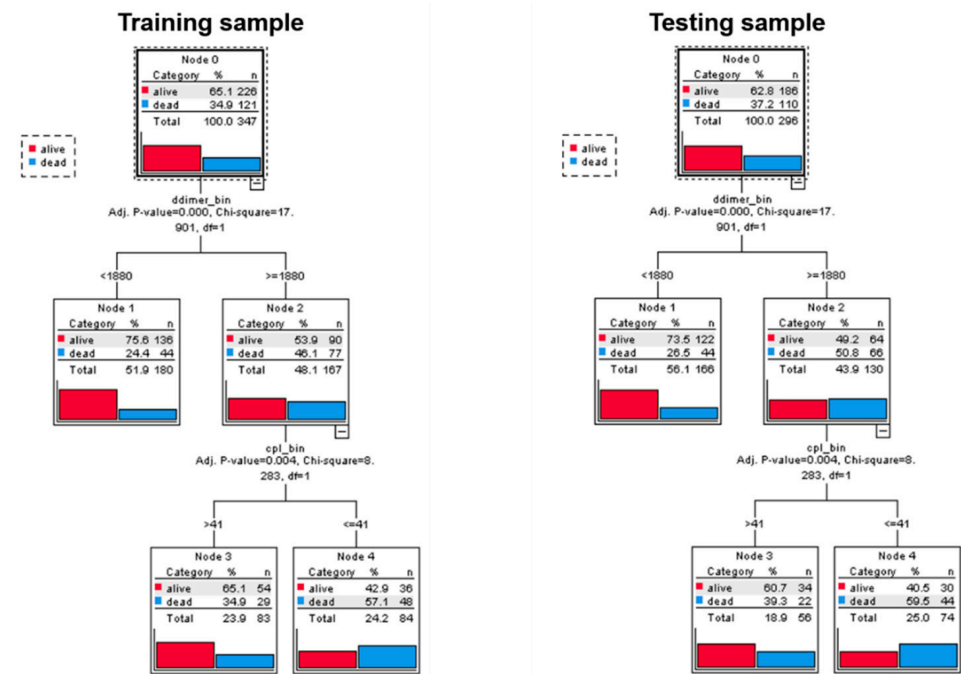 Training sample
Node 0
Category % n
alive 65.1 226
dead 34.9 121
Total 100.0 347
alive
dead
ddimer_bin
Adj. P-value=0.000, Chi-square=17.
901, df=1
<1880
>=1880
Node 1
Category % n
alive 75.6 136
dead 24.4 44
Total 51.9 180
Node 2
Category % n
alive 53.9 90
dead 46.1 77
Total 48.1 167
cpl_bin
Adj. P-value=0.004, Chi-square=8.
283, df=1
>41
<=41
Node 3
Category % n
alive 65.1 54
dead 34.9 29
Total 23.9 83
Node 4
Category % n
alive 42.9 36
dead 57.1 48
Total 24.2 84
Testing sample
Node 0
Category % n
alive 62.8 186
dead 37.2 110
Total 100.0 296
alive
dead
ddimer_bin
Adj. P-value=0.000, Chi-square=17.
901, df=1
<1880
>=1880
Node 1
Category % n
alive 73.5 122
dead 26.5 44
Total 56.1 166
Node 2
Category % n
alive 49.2 64
dead 50.8 66
Total 43.9 130
cpl_bin
Adj. P-value=0.004, Chi-square=8.
283, df=1
>41
<=41
Node 3
Category % n
alive 60.7 34
dead 39.3 22
Total 18.9 56
Node 4
Category % n
alive 40.5 30
dead 59.5 44
Total 25.0 74